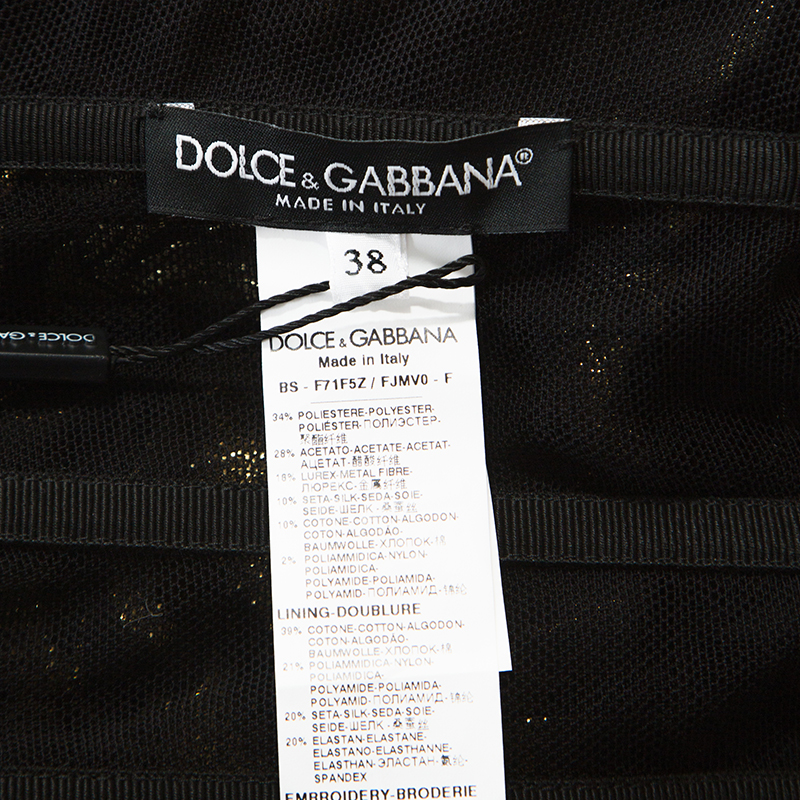 DOLCE & GABBANA®
MADE IN ITALY
38
DOLCE & GABBANA
Made in Italy
BS - F71F5Z / FJMV0 - F
34% POLIESTERE-POLYESTER-
POLIÉSTER-ПОЛИЭСТЕР-
聚酯纤维
28% ACETATO-ACETATE-ACETAT-
АЦЕТАТ-醋酸纤维
18% LUREX-METAL FIBRE-
ЛЮРЕКС-金属纤维
10% SETA-SILK-SEDA-SOIE-
SEIDE-ШЕЛК-桑蚕丝
10% COTONE-COTTON-ALGODON-
COTON-ALGODÃO-
BAUMWOLLE-ХЛОПОК-棉
2% POLIAMMIDICA-NYLON-
POLIAMIDICA-
POLYAMIDE-POLIAMIDA-
POLYAMID-ПОЛИАМИД-锦纶
LINING-DOUBLURE
39% COTONE-COTTON-ALGODON-
COTON-ALGODÃO-
BAUMWOLLE-ХЛОПОК-棉
21% POLIAMMIDICA-NYLON-
POLIAMIDICA-
POLYAMIDE-POLIAMIDA-
POLYAMID-ПОЛИАМИД-锦纶
20% SETA-SILK-SEDA-SOIE-
SEIDE-ШЕЛК-桑蚕丝
20% ELASTAN-ELASTANE-
ELASTANO-ELASTHANNE-
ELASTHAN-ЭЛАСТАН-氨纶-
SPANDEX
EMBROIDERY-BRODERIE
DOLCE & GA